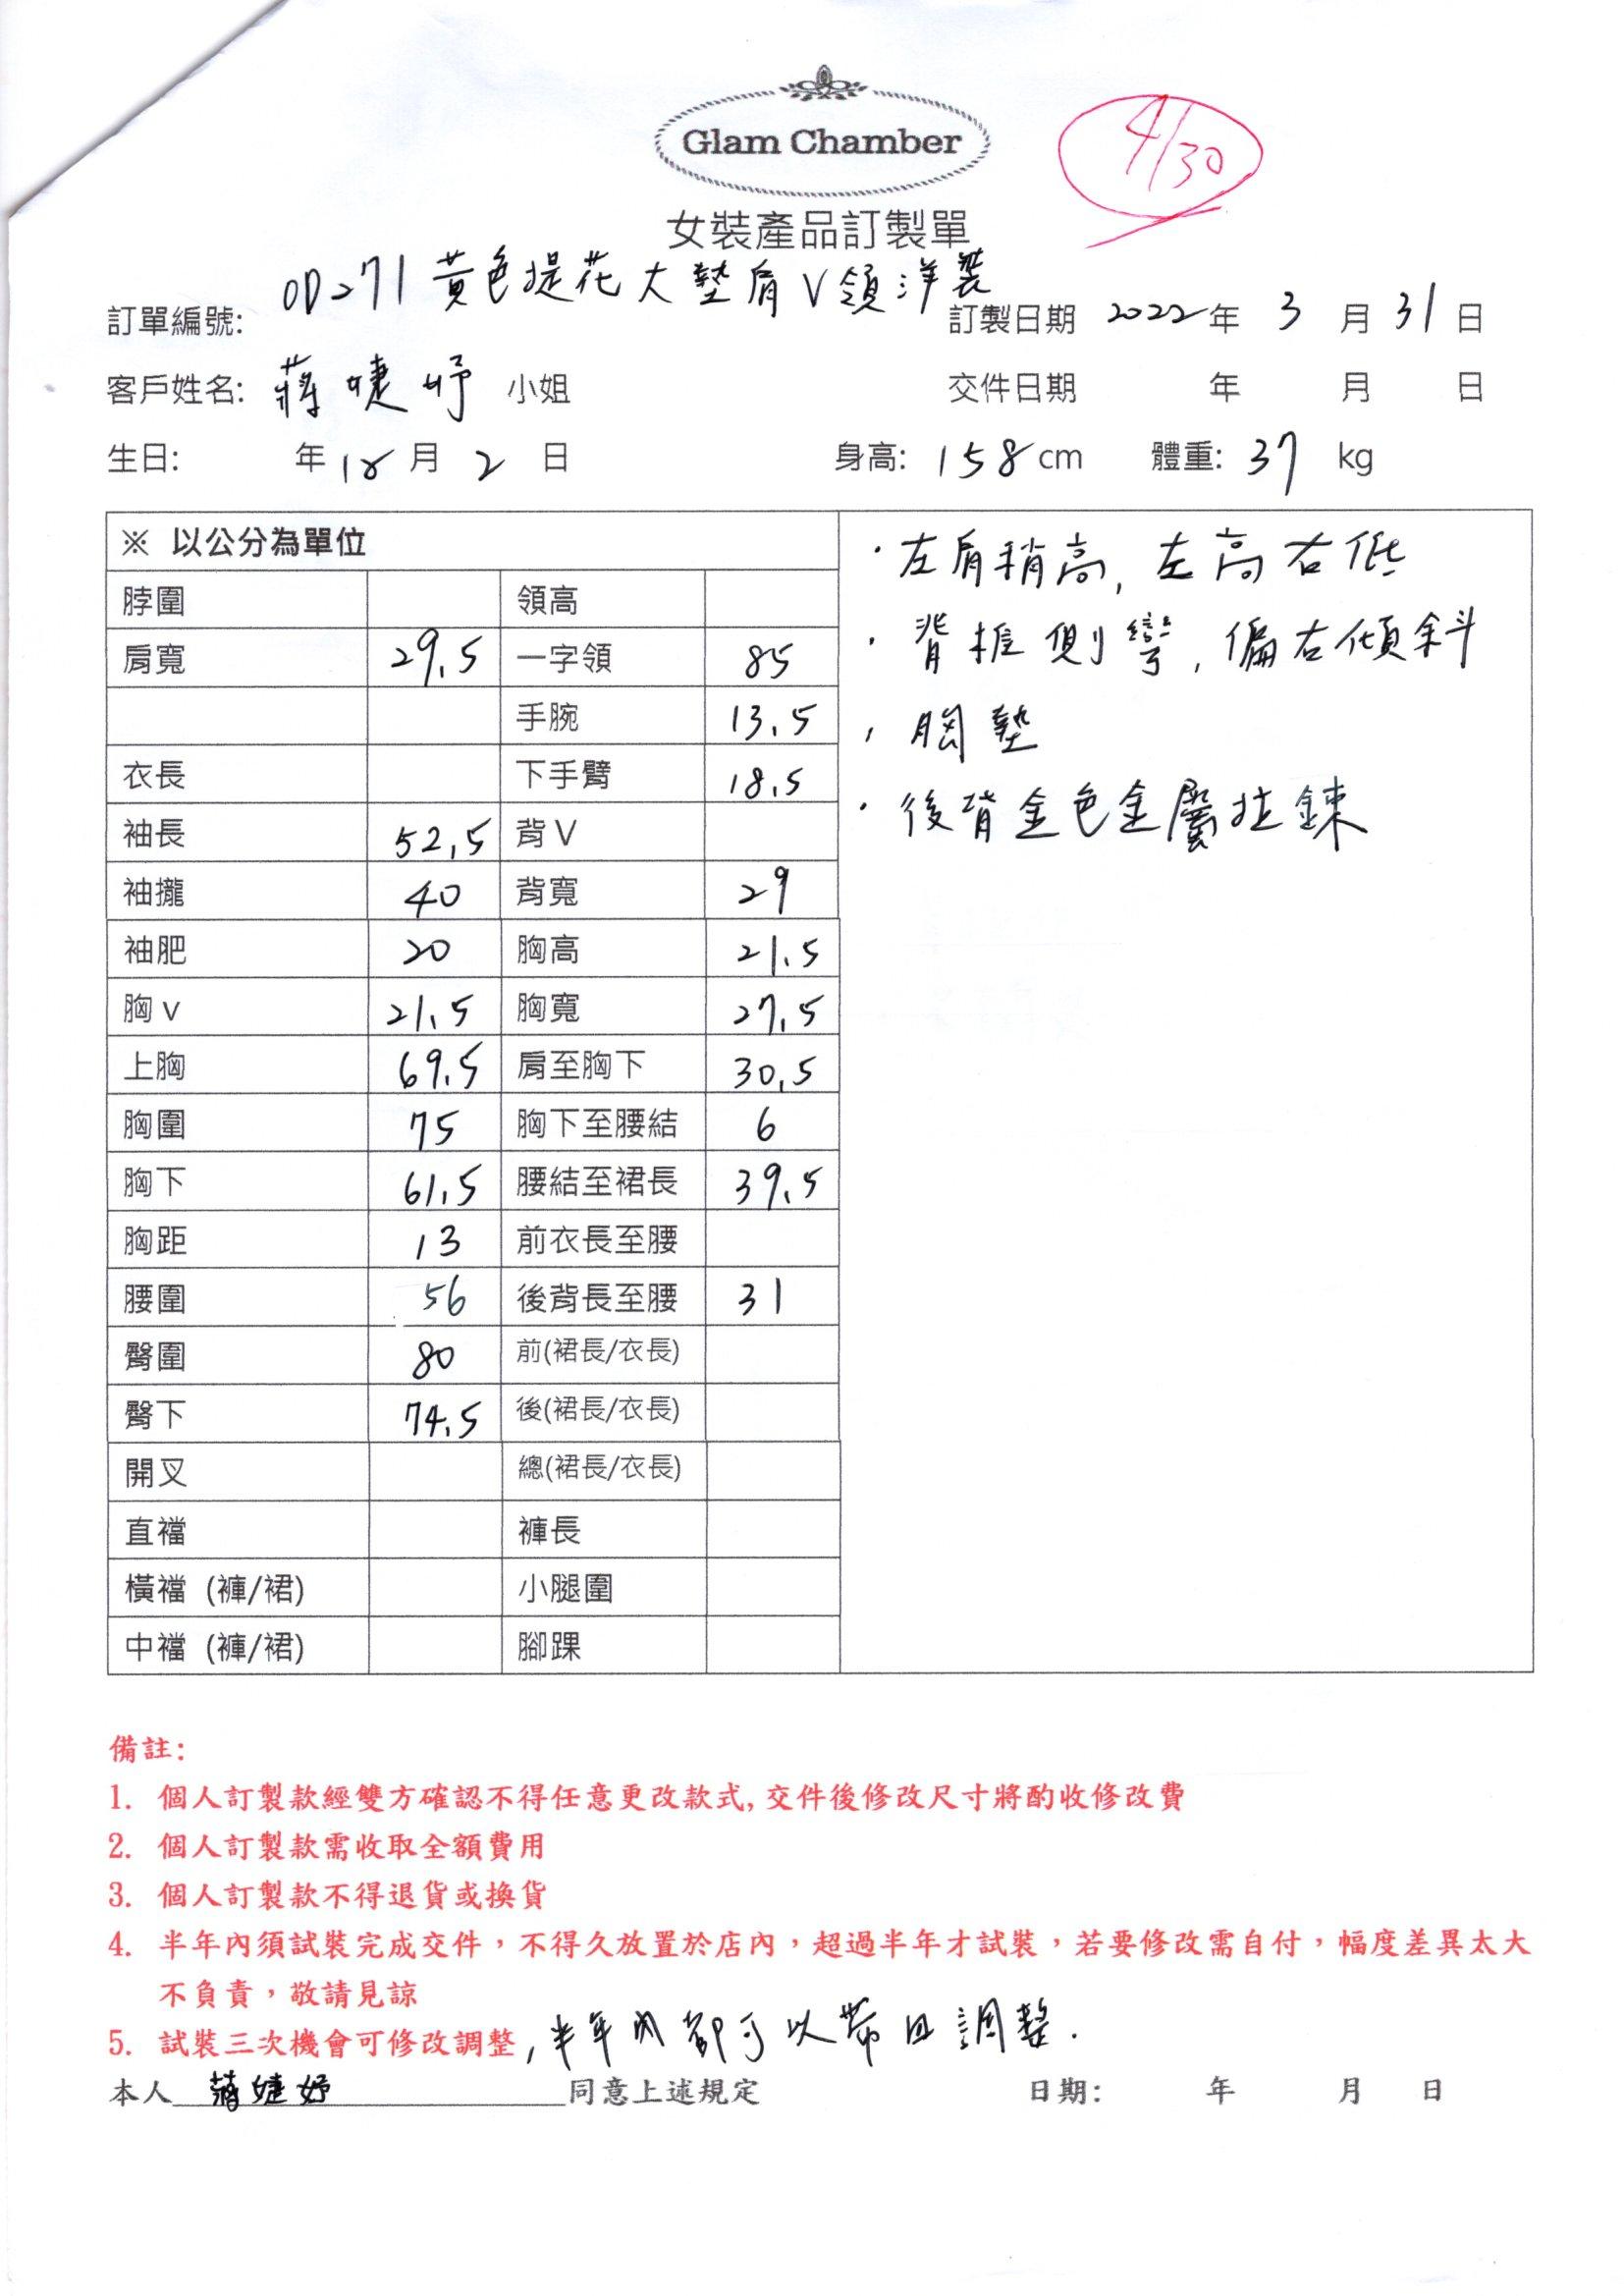 Glam Chamber
4/30
女裝產品訂製單
訂單編號: OD271 黃色提花大墊肩V領洋裝 訂製日期 2022年 3 月 31 日
客戶姓名: 蔣婕妤 小姐 交件日期 年 月 日
生日: 年 月 2 日 身高: 158 cm 體重: 37 kg
※ 以公分為單位
脖圍 領高
肩寬 29.5 一字領 85
手腕 13.5
衣長 下手臂 18.5
袖長 52.5 背V
袖攏 40 背寬 29
袖肥 20 胸高 21.5
胸v 21.5 胸寬 27.5
上胸 69.5 肩至胸下 30.5
胸圍 75 胸下至腰結 6
胸下 61.5 腰結至裙長 39.5
胸距 13 前衣長至腰
腰圍 56 後背長至腰 31
臀圍 80 前(裙長/衣長)
臀下 74.5 後(裙長/衣長)
開叉 總(裙長/衣長)
直襠 褲長
橫襠 (褲/裙) 小腿圍
中襠 (褲/裙) 腳踝
·左肩稍高, 左高右低
·背椎側彎, 偏右傾斜
·胸墊
·後背金色金屬拉鍊
備註:
1. 個人訂製款經雙方確認不得任意更改款式, 交件後修改尺寸將酌收修改費
2. 個人訂製款需收取全額費用
3. 個人訂製款不得退貨或換貨
4. 半年內須試裝完成交件，不得久放置於店內，超過半年才試裝，若要修改需自付，幅度差異太大
不負責，敬請見諒
5. 試裝三次機會可修改調整, 半年內都可以帶回調整.
本人 蔣婕妤 同意上述規定 日期: 年 月 日